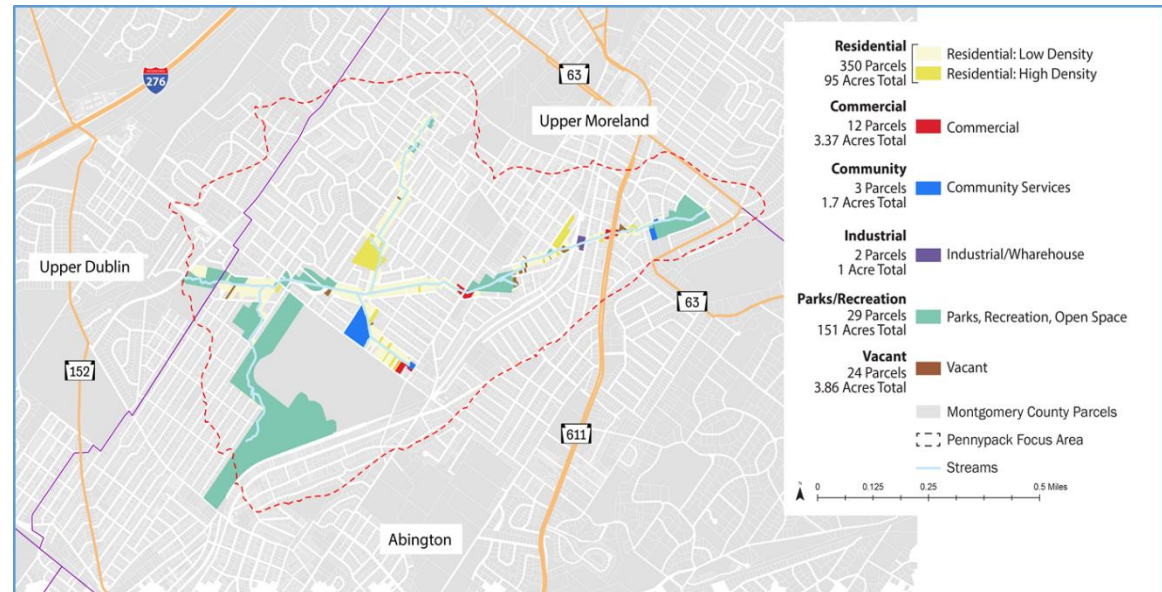 INTERSTATE
276
63
Upper Moreland
Upper Dublin
152
63
611
Abington
Residential
350 Parcels
95 Acres Total
Residential: Low Density
Residential: High Density
Commercial
12 Parcels
3.37 Acres Total
Commercial
Community
3 Parcels
1.7 Acres Total
Community Services
Industrial
2 Parcels
1 Acre Total
Industrial/Wharehouse
Parks/Recreation
29 Parcels
151 Acres Total
Parks, Recreation, Open Space
Vacant
24 Parcels
3.86 Acres Total
Vacant
Montgomery County Parcels
Pennypack Focus Area
Streams
N
0 0.125 0.25 0.5 Miles